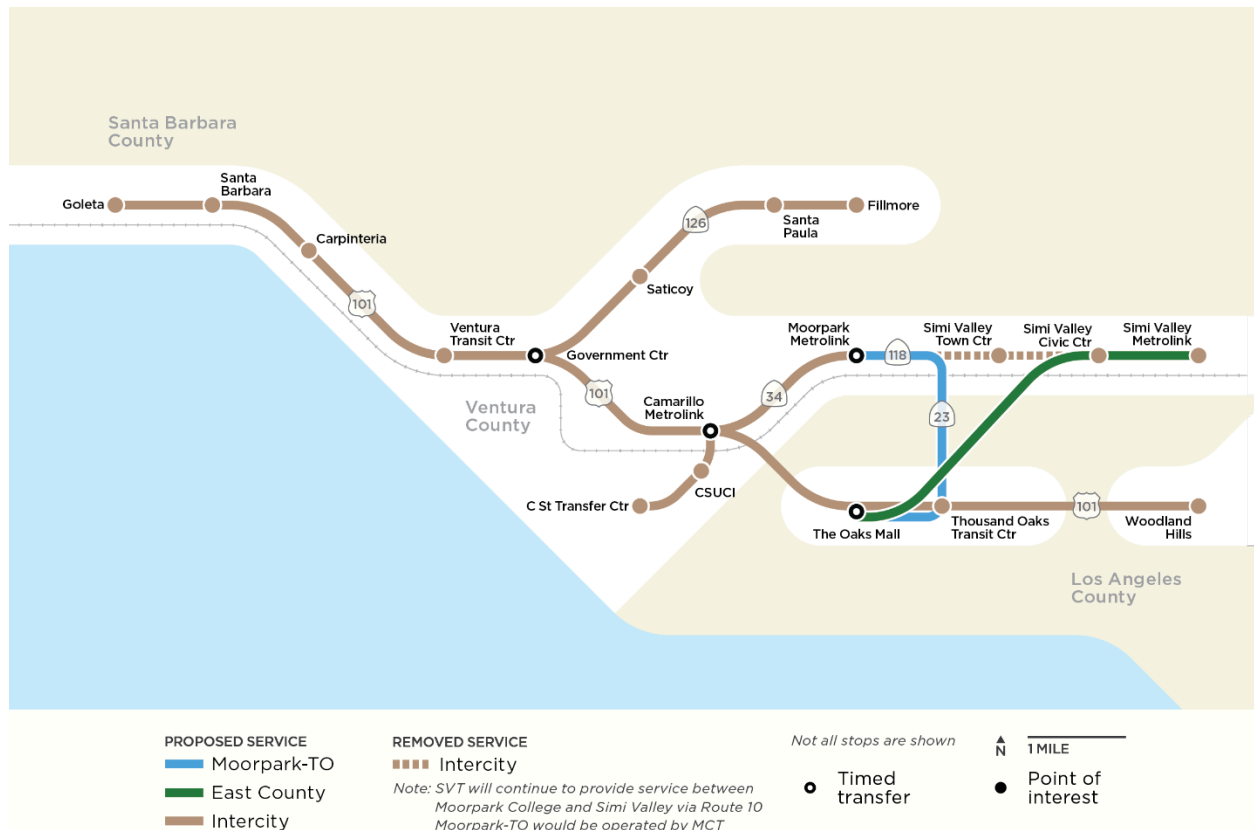 Santa Barbara
County
Santa
Barbara
Goleta
Carpinteria
101
Ventura
Transit Ctr
Government Ctr
Saticoy
126
Santa
Paula
Fillmore
Ventura
County
101
Camarillo
Metrolink
34
CSUCI
C St Transfer Ctr
Moorpark
Metrolink
118
Simi Valley
Town Ctr
Simi Valley
Civic Ctr
Simi Valley
Metrolink
23
The Oaks Mall
Thousand Oaks
Transit Ctr
101
Woodland
Hills
Los Angeles
County
PROPOSED SERVICE
Moorpark-TO
East County
Intercity
REMOVED SERVICE
Intercity
Note: SVT will continue to provide service between
Moorpark College and Simi Valley via Route 10
Moorpark-TO would be operated by MCT
Not all stops are shown
Timed
transfer
N
1 MILE
Point of
interest